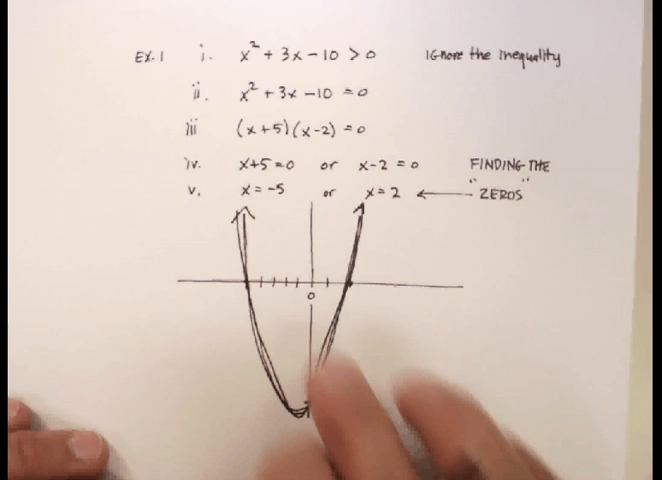 EX.1 i. x² + 3x - 10 > 0 IGNORE the inequality
ii. x² + 3x - 10 = 0
iii (x+5)(x-2) = 0
iv. x+5=0 or x-2=0 FINDING THE
v. x=-5 or x=2 ← "ZEROS"
0